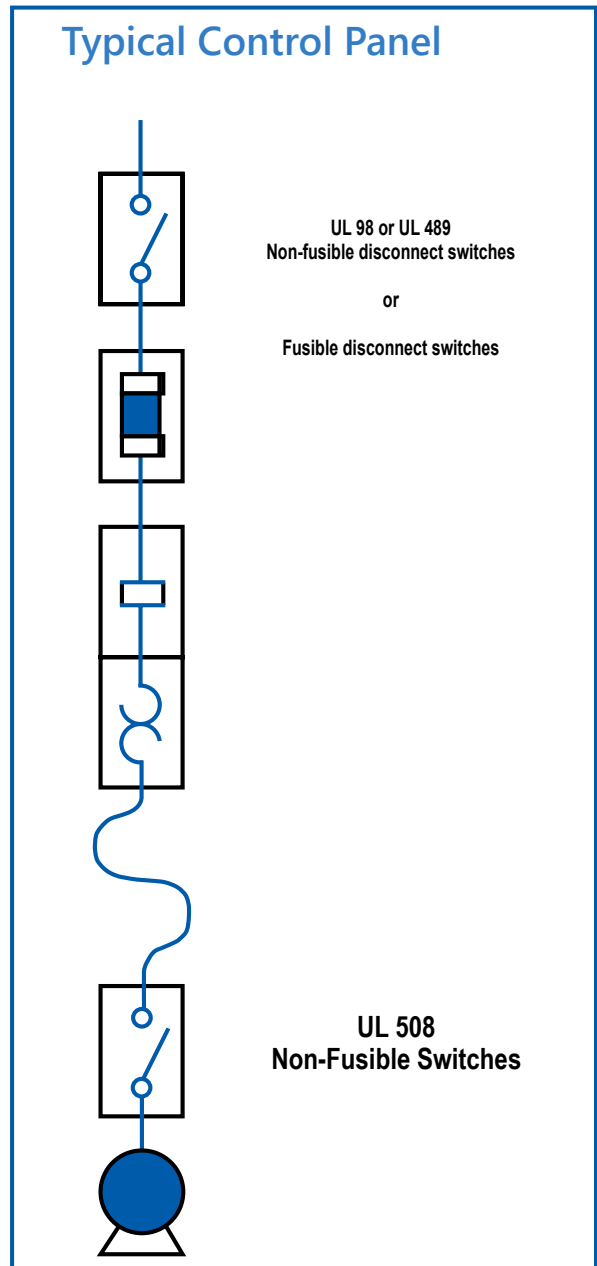 Typical Control Panel
UL 98 or UL 489
Non-fusible disconnect switches
or
Fusible disconnect switches
UL 508
Non-Fusible Switches